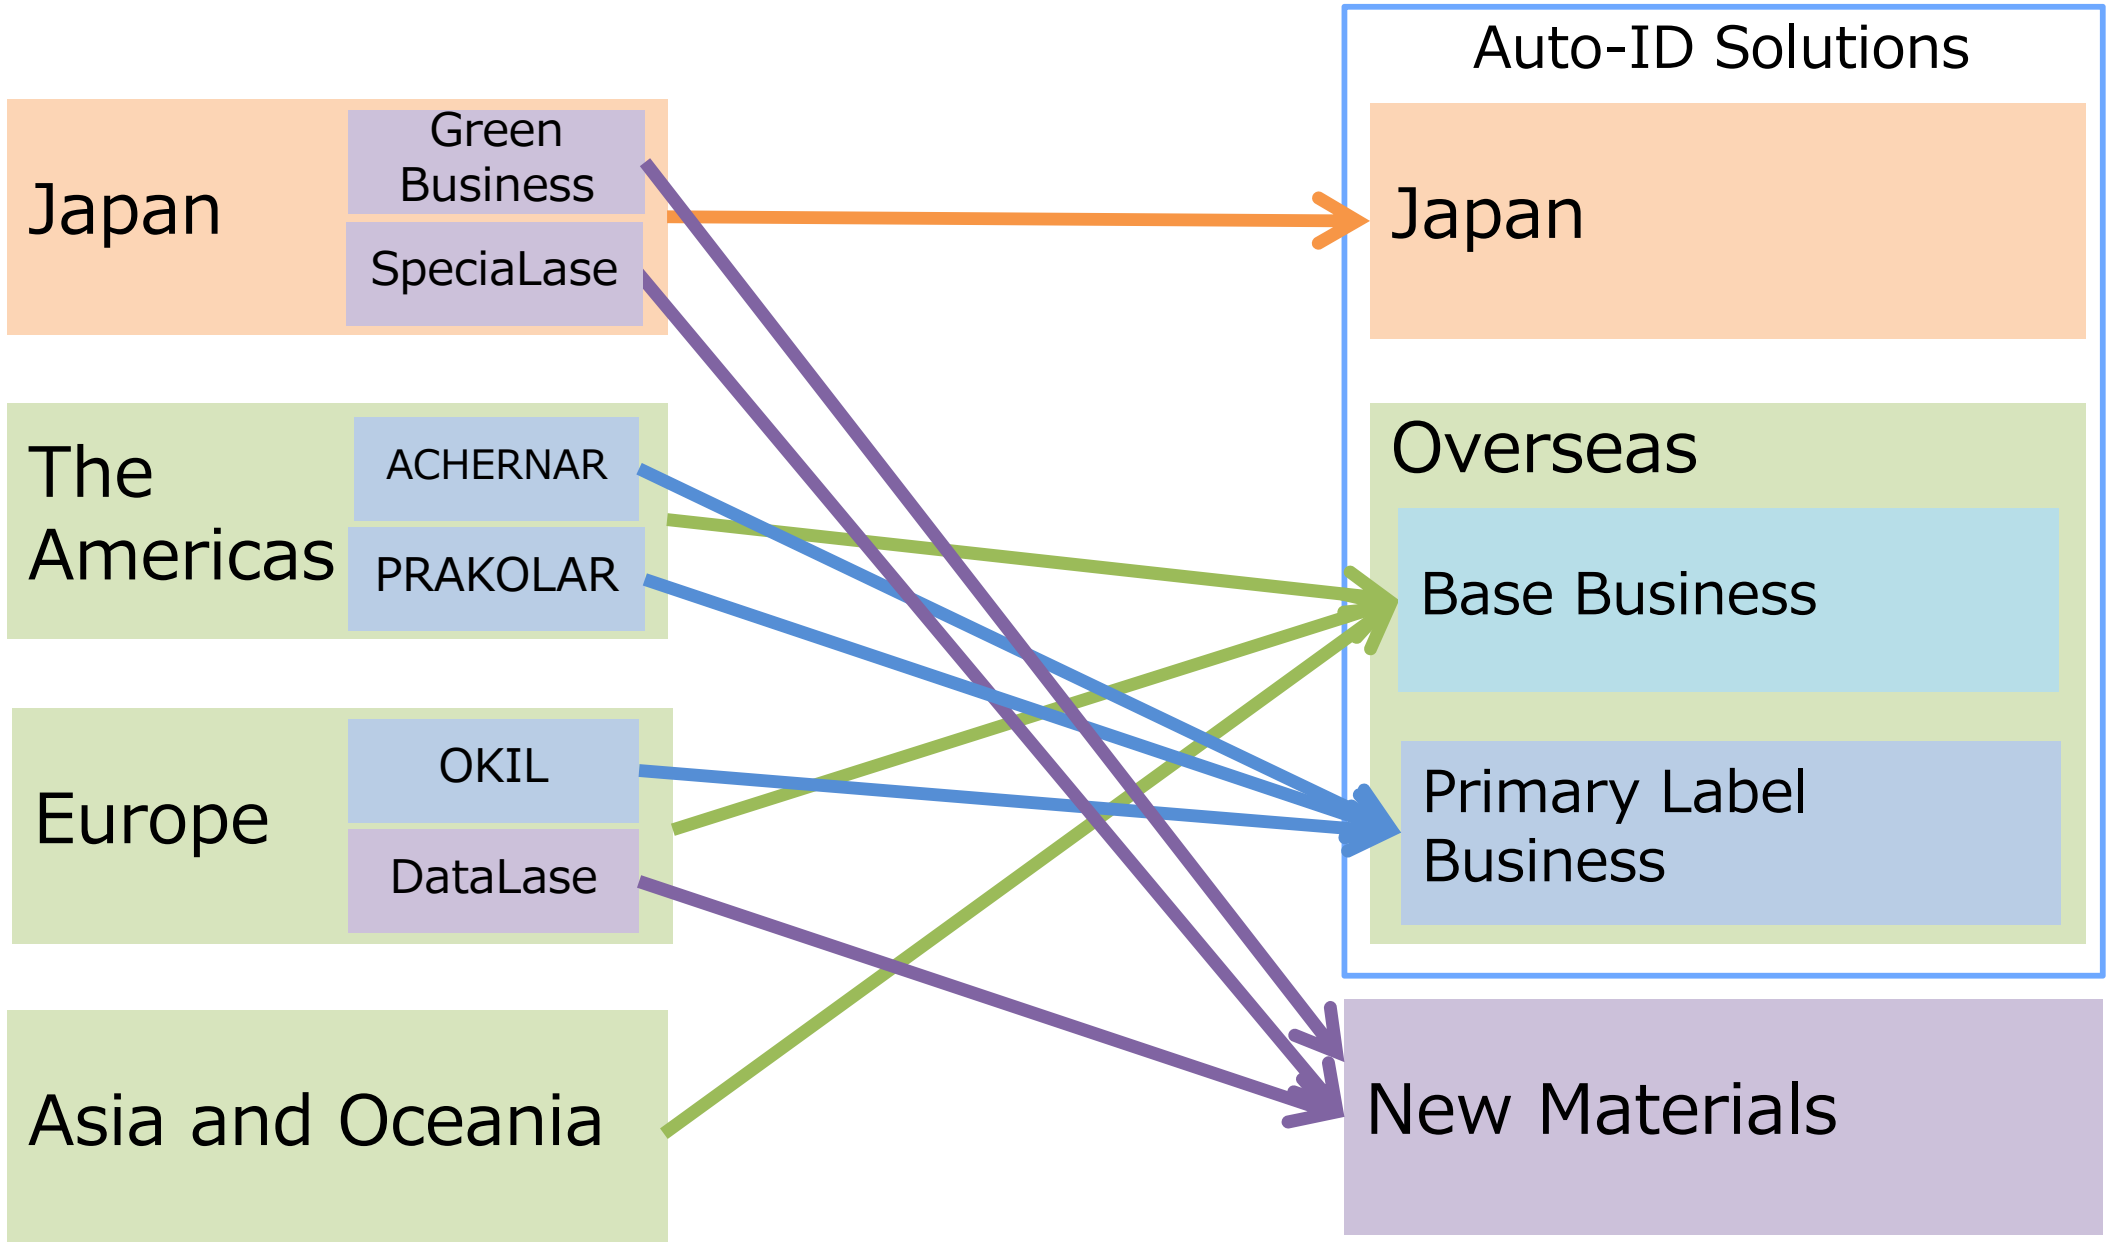 Auto-ID Solutions
Japan
Green
Business
SpeciaLase
Japan
The
Americas
ACHERNAR
PRAKOLAR
Overseas
Base Business
Primary Label
Business
Europe
OKIL
DataLase
Asia and Oceania
New Materials